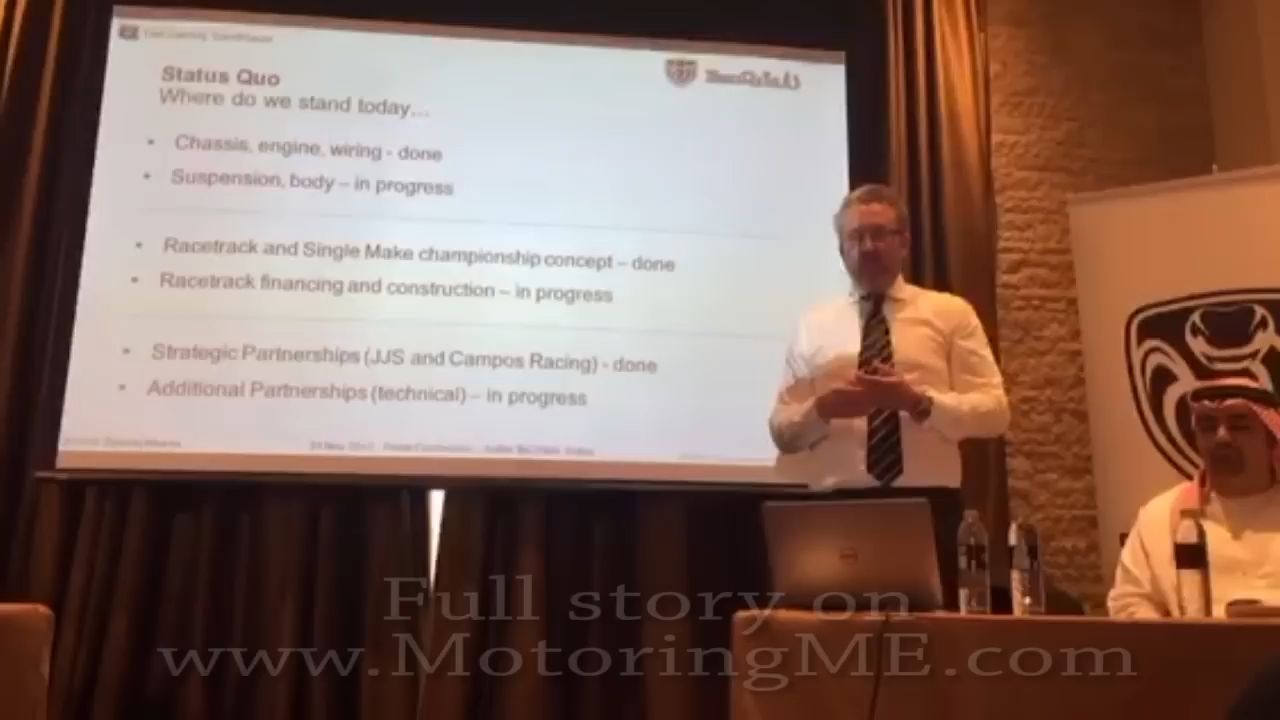 Status Quo
Where do we stand today...
• Chassis, engine, wiring - done
• Suspension, body – in progress
• Racetrack and Single Make championship concept – done
• Racetrack financing and construction – in progress
• Strategic Partnerships (JJS and Campos Racing) - done
• Additional Partnerships (technical) – in progress
Full story on
www.MotoringME.com